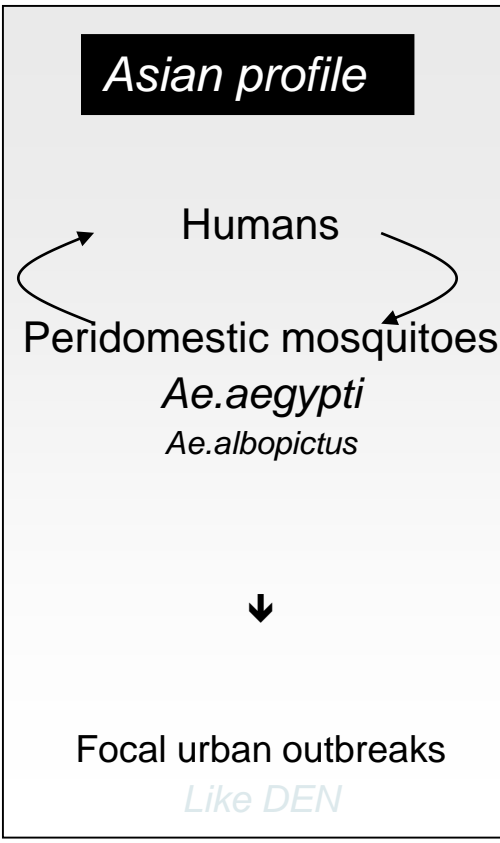 Asian profile
Humans
Peridomestic mosquitoes
Ae.aegypti
Ae.albopictus
Focal urban outbreaks
Like DEN